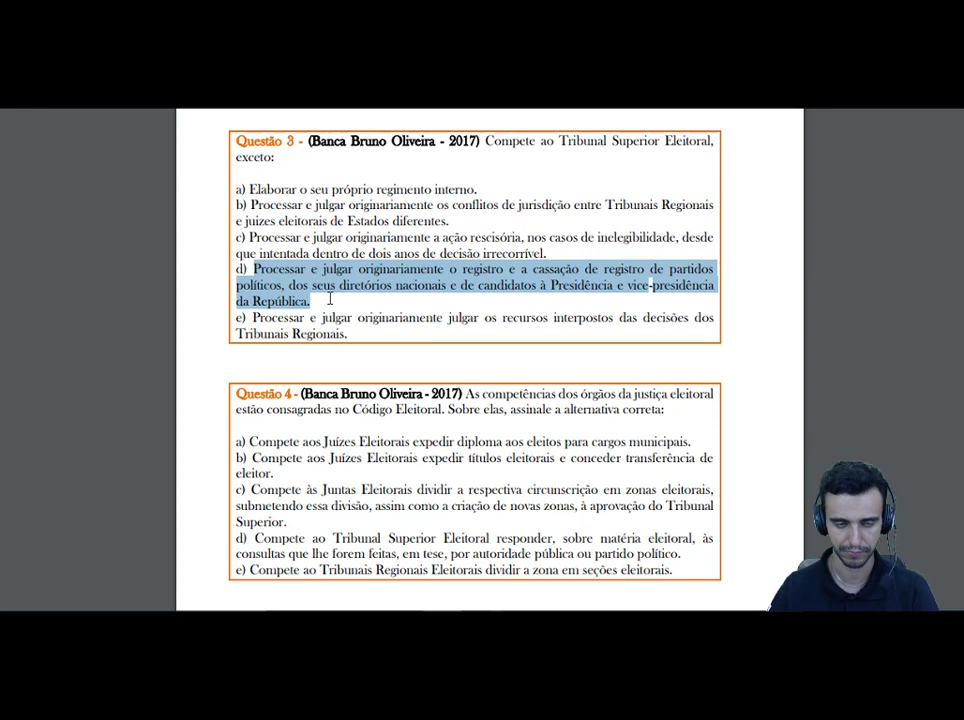 Questão 3 - (Banca Bruno Oliveira - 2017) Compete ao Tribunal Superior Eleitoral,
exceto:
a) Elaborar o seu próprio regimento interno.
b) Processar e julgar originariamente os conflitos de jurisdição entre Tribunais Regionais
e juizes eleitorais de Estados diferentes.
c) Processar e julgar originariamente a ação rescisória, nos casos de inelegibilidade, desde
que intentada dentro de dois anos de decisão irrecorrível.
d) Processar e julgar originariamente o registro e a cassação de registro de partidos
políticos, dos seus diretórios nacionais e de candidatos à Presidência e vice-presidência
da República.
e) Processar e julgar originariamente julgar os recursos interpostos das decisões dos
Tribunais Regionais.
Questão 4 - (Banca Bruno Oliveira - 2017) As competências dos órgãos da justiça eleitoral
estão consagradas no Código Eleitoral. Sobre elas, assinale a alternativa correta:
a) Compete aos Juízes Eleitorais expedir diploma aos eleitos para cargos municipais.
b) Compete aos Juízes Eleitorais expedir títulos eleitorais e conceder transferência de
eleitor.
c) Compete às Juntas Eleitorais dividir a respectiva circunscrição em zonas eleitorais,
submetendo essa divisão, assim como a criação de novas zonas, à aprovação do Tribunal
Superior.
d) Compete ao Tribunal Superior Eleitoral responder, sobre matéria eleitoral, às
consultas que lhe forem feitas, em tese, por autoridade pública ou partido político.
e) Compete ao Tribunais Regionais Eleitorais dividir a zona em seções eleitorais.